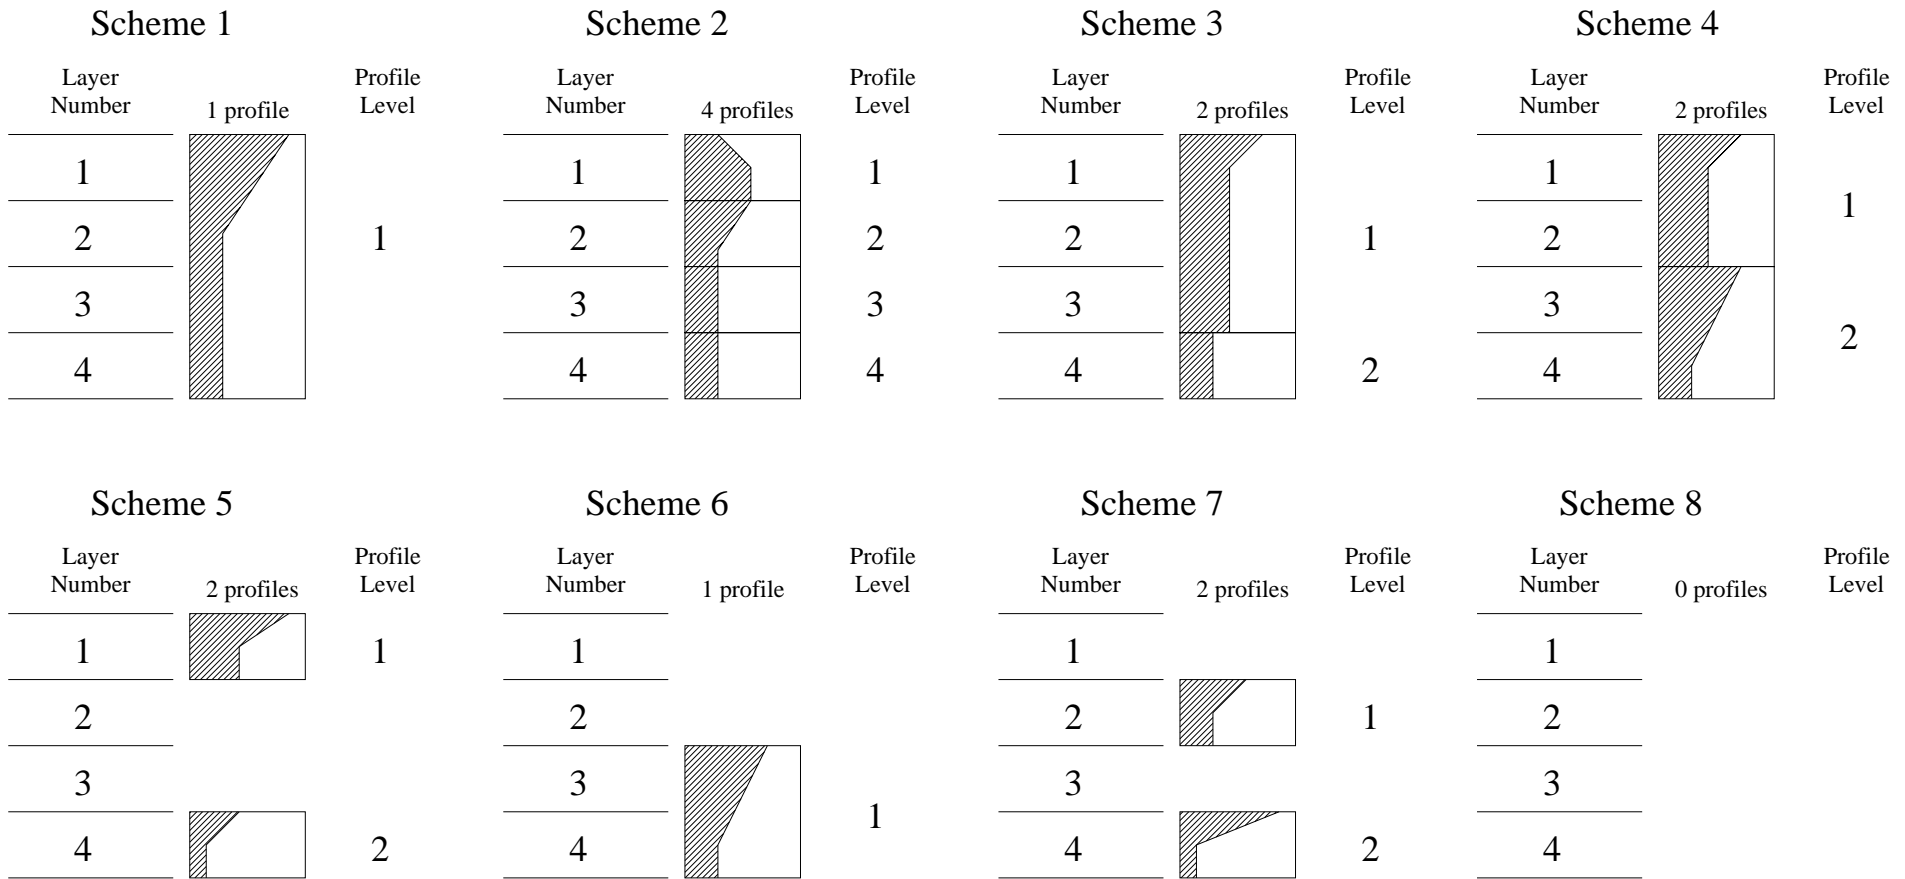 Scheme 1
Layer
Number
1 profile
Profile
Level
1
2
3
4
1
Scheme 2
Layer
Number
4 profiles
Profile
Level
1
2
3
4
1
2
3
4
Scheme 3
Layer
Number
2 profiles
Profile
Level
1
2
3
4
1
2
Scheme 4
Layer
Number
2 profiles
Profile
Level
1
2
3
4
1
2
Scheme 5
Layer
Number
2 profiles
Profile
Level
1
2
3
4
1
2
Scheme 6
Layer
Number
1 profile
Profile
Level
1
2
3
4
1
Scheme 7
Layer
Number
2 profiles
Profile
Level
1
2
3
4
1
2
Scheme 8
Layer
Number
0 profiles
Profile
Level
1
2
3
4